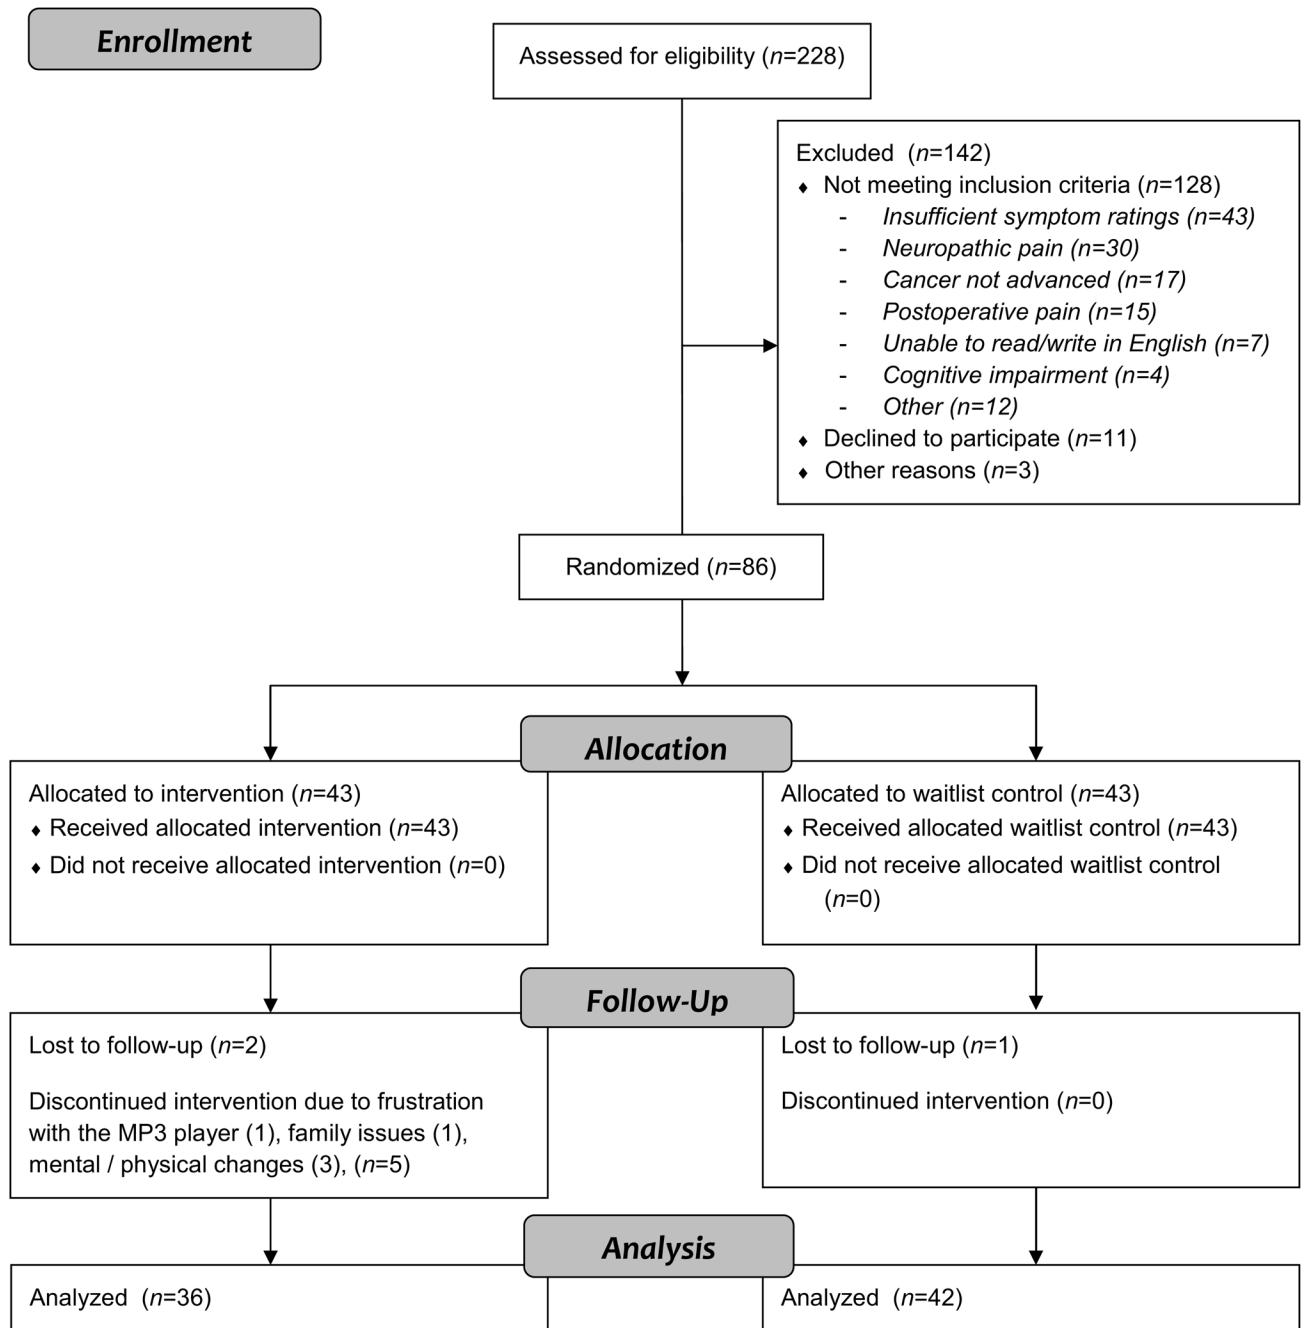 Enrollment
Assessed for eligibility (n=228)
Excluded (n=142)
♦ Not meeting inclusion criteria (n=128)
- Insufficient symptom ratings (n=43)
- Neuropathic pain (n=30)
- Cancer not advanced (n=17)
- Postoperative pain (n=15)
- Unable to read/write in English (n=7)
- Cognitive impairment (n=4)
- Other (n=12)
♦ Declined to participate (n=11)
♦ Other reasons (n=3)
Randomized (n=86)
Allocation
Allocated to intervention (n=43)
♦ Received allocated intervention (n=43)
♦ Did not receive allocated intervention (n=0)
Allocated to waitlist control (n=43)
♦ Received allocated waitlist control (n=43)
♦ Did not receive allocated waitlist control
(n=0)
Follow-Up
Lost to follow-up (n=2)
Discontinued intervention due to frustration
with the MP3 player (1), family issues (1),
mental / physical changes (3), (n=5)
Lost to follow-up (n=1)
Discontinued intervention (n=0)
Analysis
Analyzed (n=36)
Analyzed (n=42)